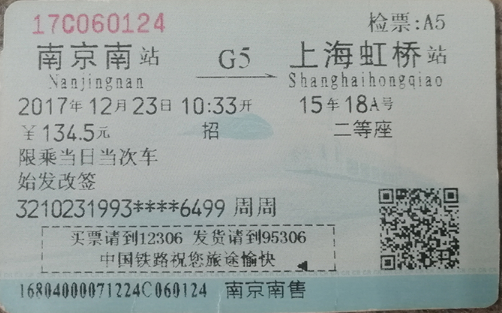 17C060124 检票:A5
南京南站 G5 上海虹桥站
Nanjingnan Shanghaihongqiao
2017年12月23日 10:33开 15车18A号
￥134.5元 招 二等座
限乘当日当次车
始发改签
3210231993****6499 周周
买票请到12306 发货请到95306
中国铁路祝您旅途愉快
16804000071224C060124 南京南售